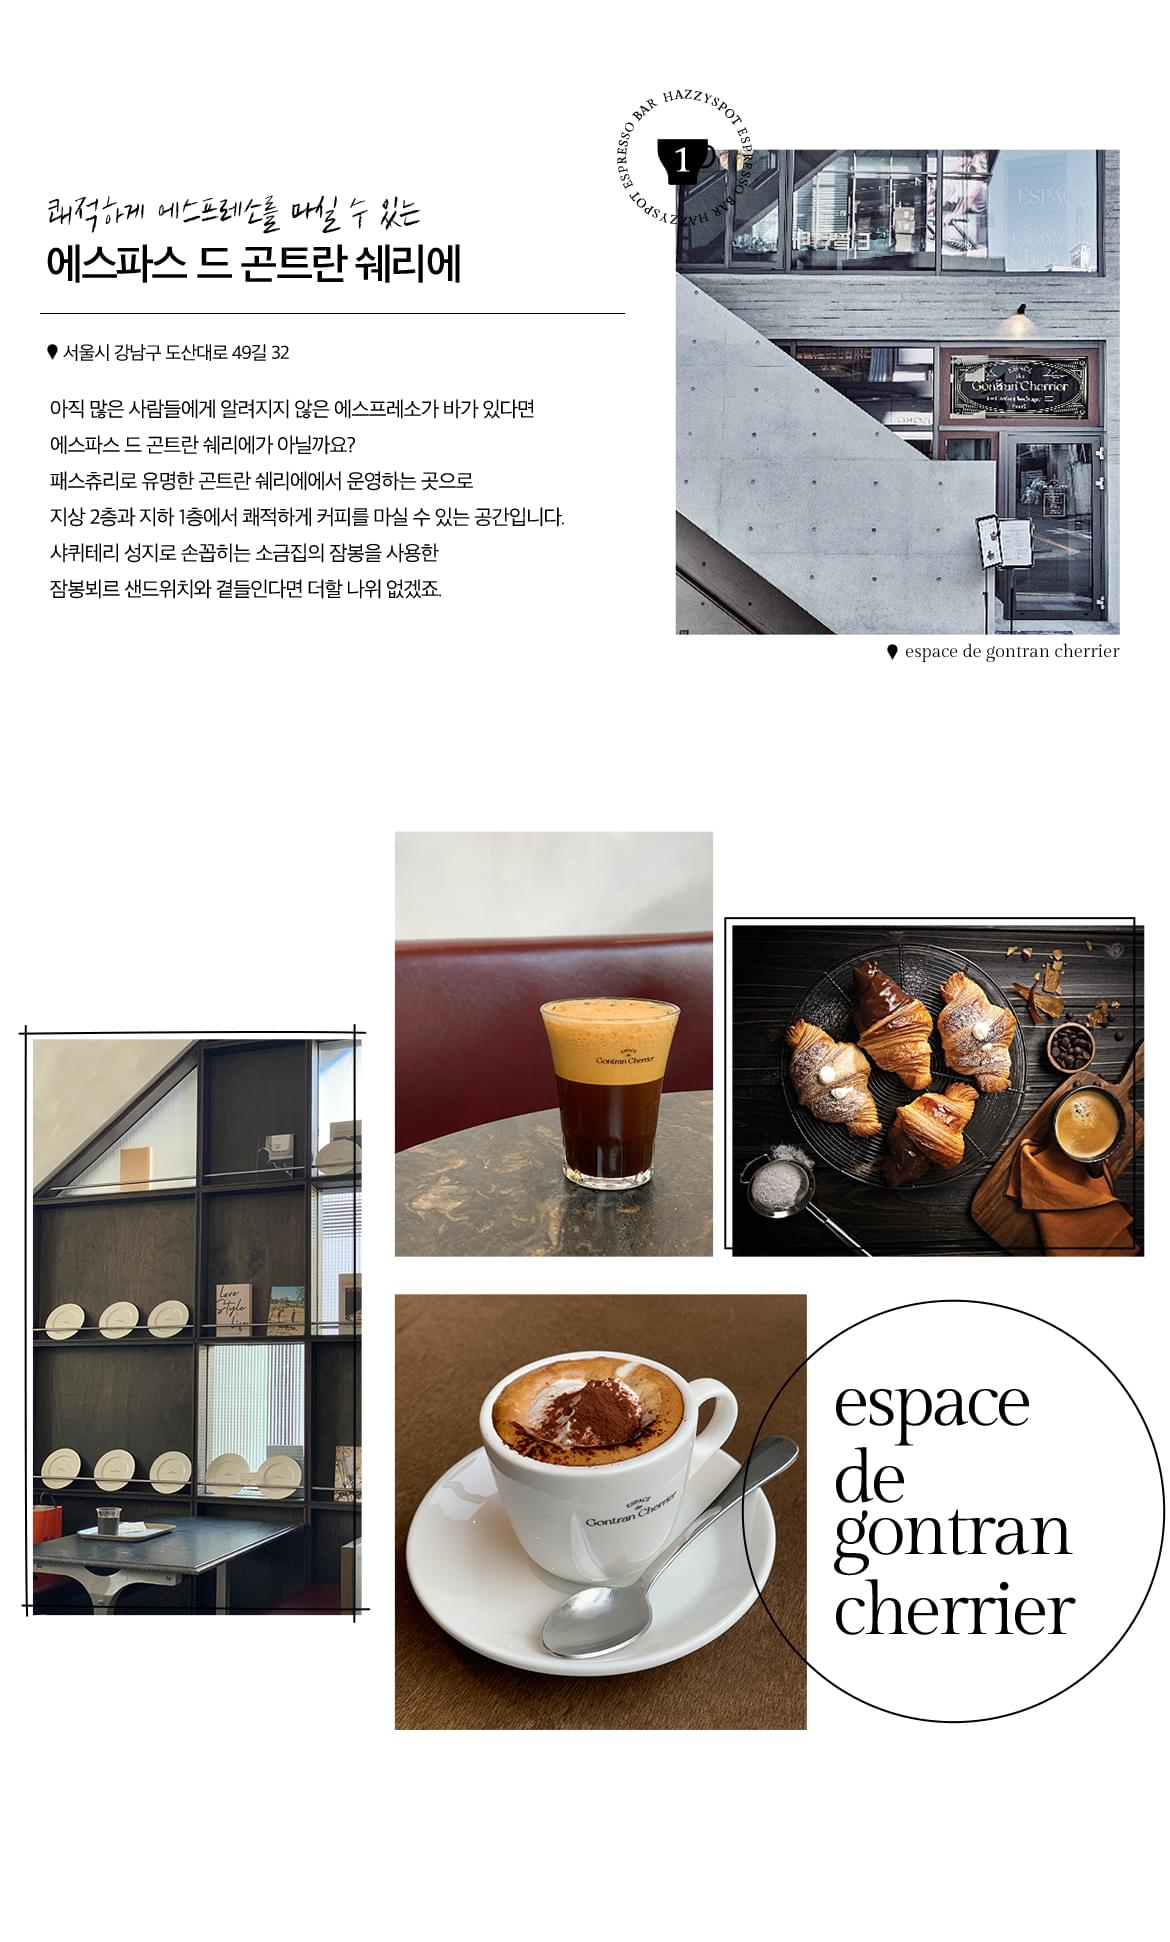 HAZZYSPOT ESPRESSO BAR HAZZYSPOT ESPRESSO BAR
1
쾌적하게 에스프레소를 마실 수 있는
에스파스 드 곤트란 쉐리에
서울시 강남구 도산대로 49길 32
아직 많은 사람들에게 알려지지 않은 에스프레소가 바가 있다면
에스파스 드 곤트란 쉐리에가 아닐까요?
패스츄리로 유명한 곤트란 쉐리에에서 운영하는 곳으로
지상 2층과 지하 1층에서 쾌적하게 커피를 마실 수 있는 공간입니다.
샤퀴테리 성지로 손꼽히는 소금집의 잠봉을 사용한
잠봉뵈르 샌드위치와 곁들인다면 더할 나위 없겠죠.
ESPACE
de
Gontran Cherrier
espace de gontran cherrier
ESPACE
de
Gontran Cherrier
Love
Style
Life
ESPACE
de
Gontran Cherrier
espace
de
gontran
cherrier